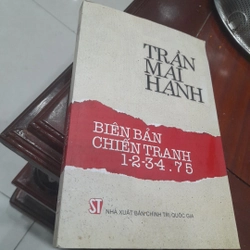 TRẦN
MAI
HẠNH
BIÊN BẢN
CHIẾN TRANH
1-2-3-4.75
ST
NHÀ XUẤT BẢN CHÍNH TRỊ QUỐC GIA